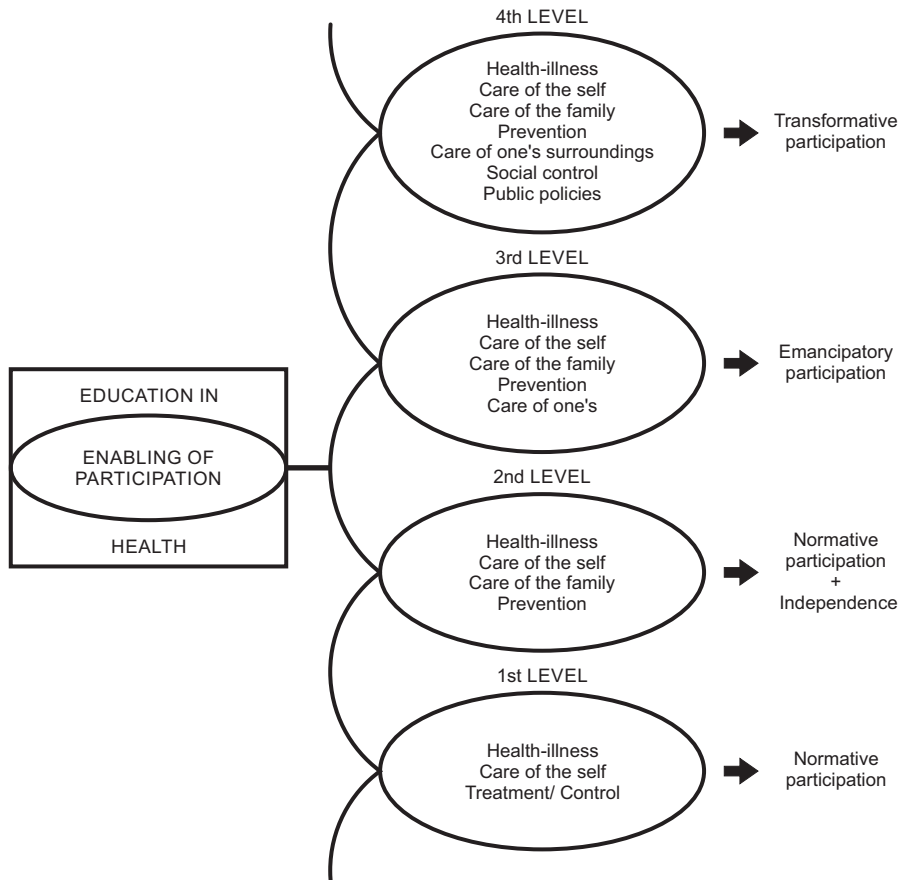 4th LEVEL
Health-illness
Care of the self
Care of the family
Prevention
Care of one's surroundings
Social control
Public policies
Transformative
participation
3rd LEVEL
Health-illness
Care of the self
Care of the family
Prevention
Care of one's
Emancipatory
participation
EDUCATION IN
ENABLING OF
PARTICIPATION
HEALTH
2nd LEVEL
Health-illness
Care of the self
Care of the family
Prevention
Normative
participation
+
Independence
1st LEVEL
Health-illness
Care of the self
Treatment/ Control
Normative
participation